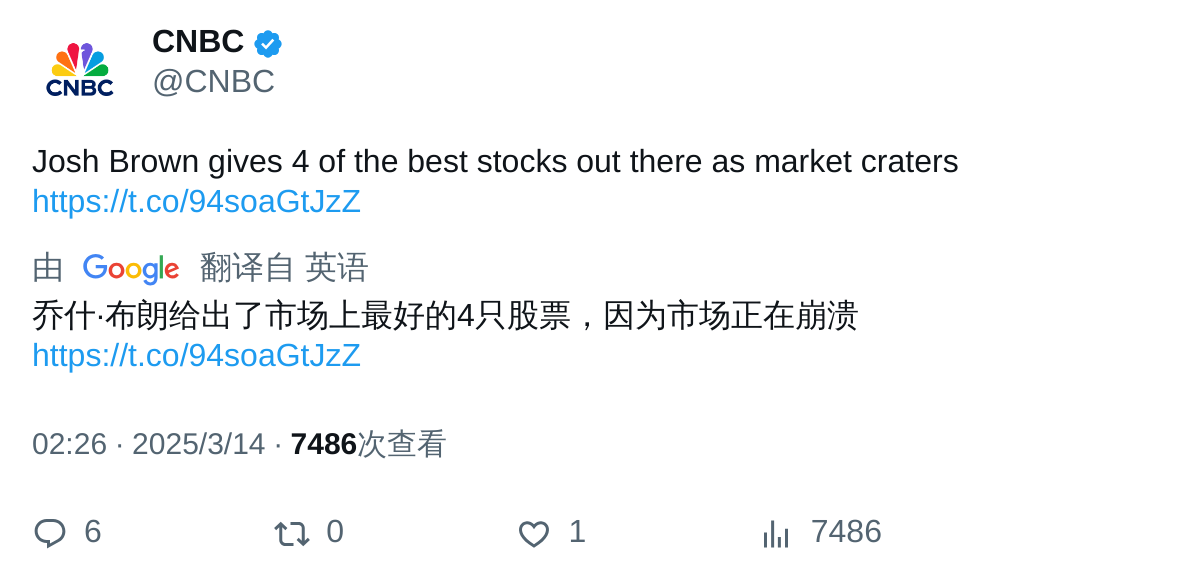 CNBC
CNBC
@CNBC
Josh Brown gives 4 of the best stocks out there as market craters
https://t.co/94soaGtJzZ
由 Google 翻译自 英语
乔什·布朗给出了市场上最好的4只股票，因为市场正在崩溃
https://t.co/94soaGtJzZ
02:26 · 2025/3/14 · 7486次查看
6 0 1 7486